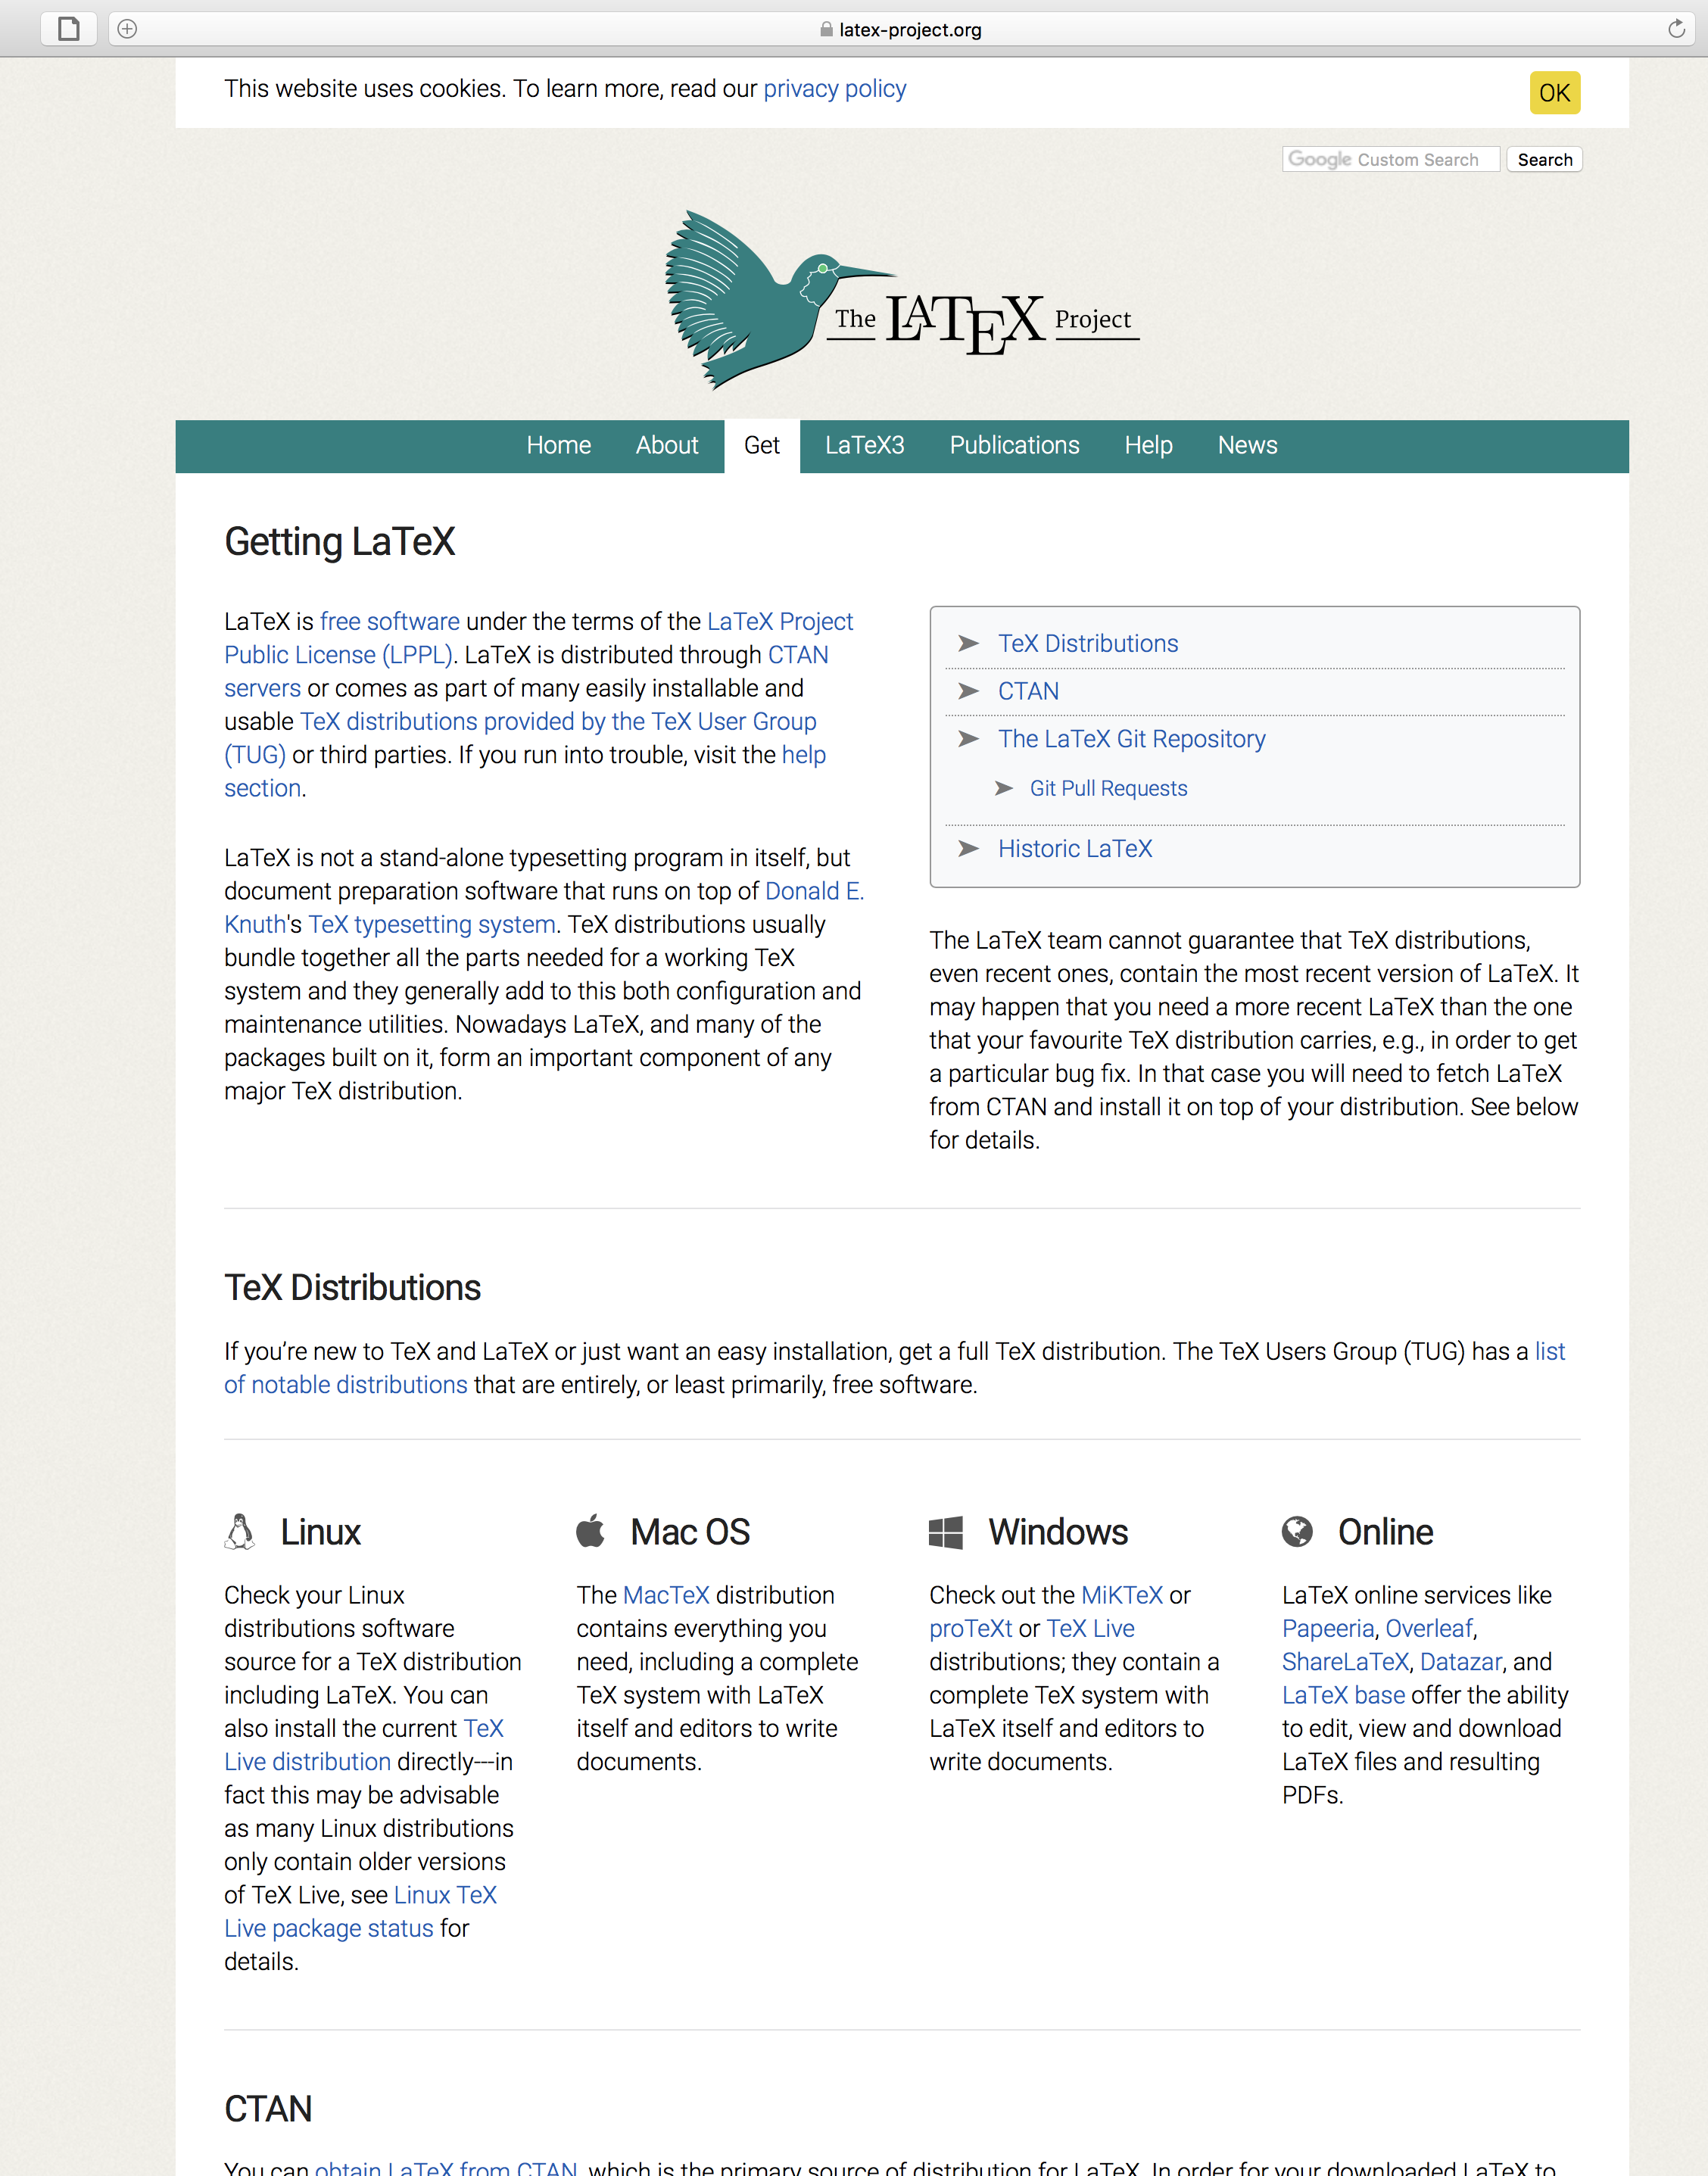 latex-project.org
This website uses cookies. To learn more, read our privacy policy
OK
Google Custom Search
Search
The LATEX Project
Home About Get LaTeX3 Publications Help News
Getting LaTeX
LaTeX is free software under the terms of the LaTeX Project
Public License (LPPL). LaTeX is distributed through CTAN
servers or comes as part of many easily installable and
usable TeX distributions provided by the TeX User Group
(TUG) or third parties. If you run into trouble, visit the help
section.
LaTeX is not a stand-alone typesetting program in itself, but
document preparation software that runs on top of Donald E.
Knuth's TeX typesetting system. TeX distributions usually
bundle together all the parts needed for a working TeX
system and they generally add to this both configuration and
maintenance utilities. Nowadays LaTeX, and many of the
packages built on it, form an important component of any
major TeX distribution.
➤ TeX Distributions
➤ CTAN
➤ The LaTeX Git Repository
➤ Git Pull Requests
➤ Historic LaTeX
The LaTeX team cannot guarantee that TeX distributions,
even recent ones, contain the most recent version of LaTeX. It
may happen that you need a more recent LaTeX than the one
that your favourite TeX distribution carries, e.g., in order to get
a particular bug fix. In that case you will need to fetch LaTeX
from CTAN and install it on top of your distribution. See below
for details.
TeX Distributions
If you’re new to TeX and LaTeX or just want an easy installation, get a full TeX distribution. The TeX Users Group (TUG) has a list
of notable distributions that are entirely, or least primarily, free software.
Linux
Check your Linux
distributions software
source for a TeX distribution
including LaTeX. You can
also install the current TeX
Live distribution directly---in
fact this may be advisable
as many Linux distributions
only contain older versions
of TeX Live, see Linux TeX
Live package status for
details.
Mac OS
The MacTeX distribution
contains everything you
need, including a complete
TeX system with LaTeX
itself and editors to write
documents.
Windows
Check out the MiKTeX or
proTeXt or TeX Live
distributions; they contain a
complete TeX system with
LaTeX itself and editors to
write documents.
Online
LaTeX online services like
Papeeria, Overleaf,
ShareLaTeX, Datazar, and
LaTeX base offer the ability
to edit, view and download
LaTeX files and resulting
PDFs.
CTAN
You can obtain LaTeX from CTAN, which is the primary source of distribution for LaTeX. In order for your downloaded LaTeX to